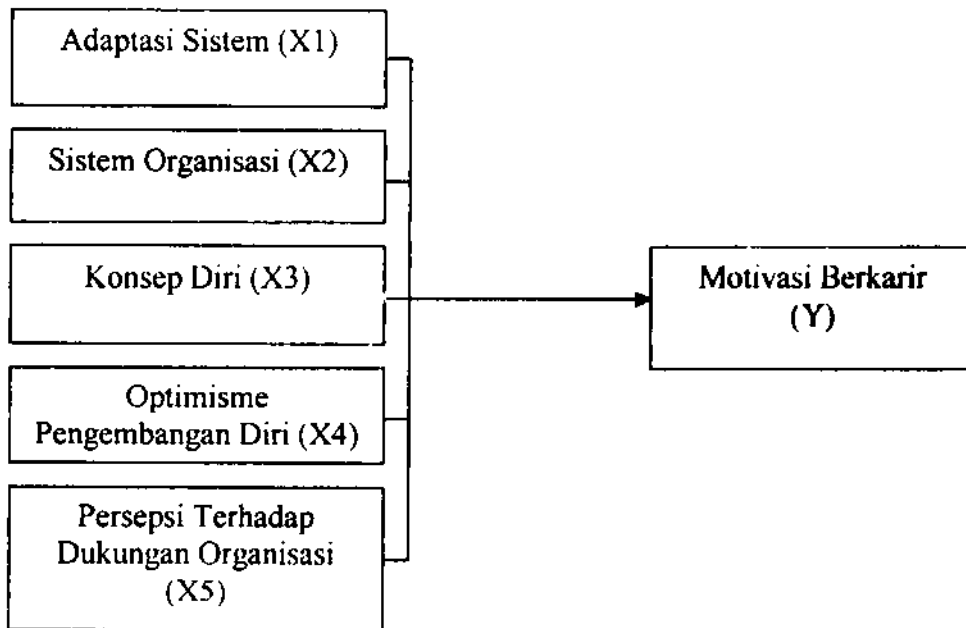 Adaptasi Sistem (X1)
Sistem Organisasi (X2)
Konsep Diri (X3)
Optimisme
Pengembangan Diri (X4)
Persepsi Terhadap
Dukungan Organisasi
(X5)
Motivasi Berkarir
(Y)